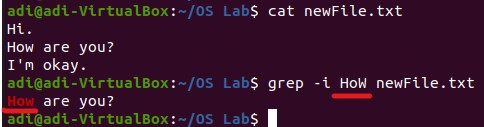 adi@adi-VirtualBox:~/OS Lab$ cat newFile.txt
Hi.
How are you?
I'm okay.
adi@adi-VirtualBox:~/OS Lab$ grep -i HoW newFile.txt
How are you?
adi@adi-VirtualBox:~/OS Lab$